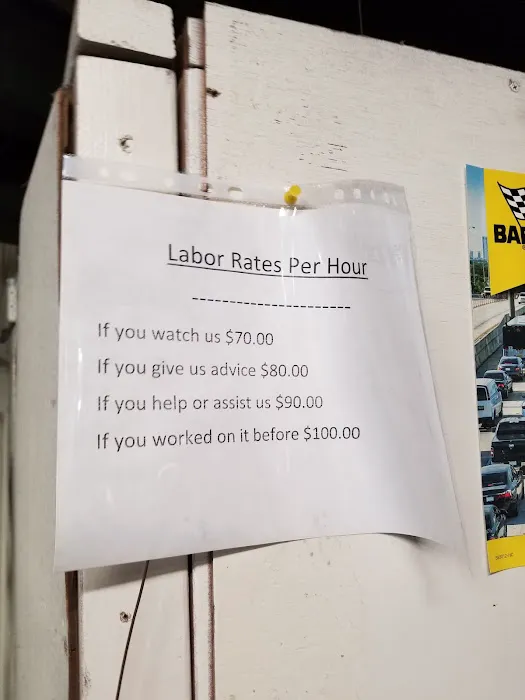 Labor Rates Per Hour
---------------------
If you watch us $70.00
If you give us advice $80.00
If you help or assist us $90.00
If you worked on it before $100.00